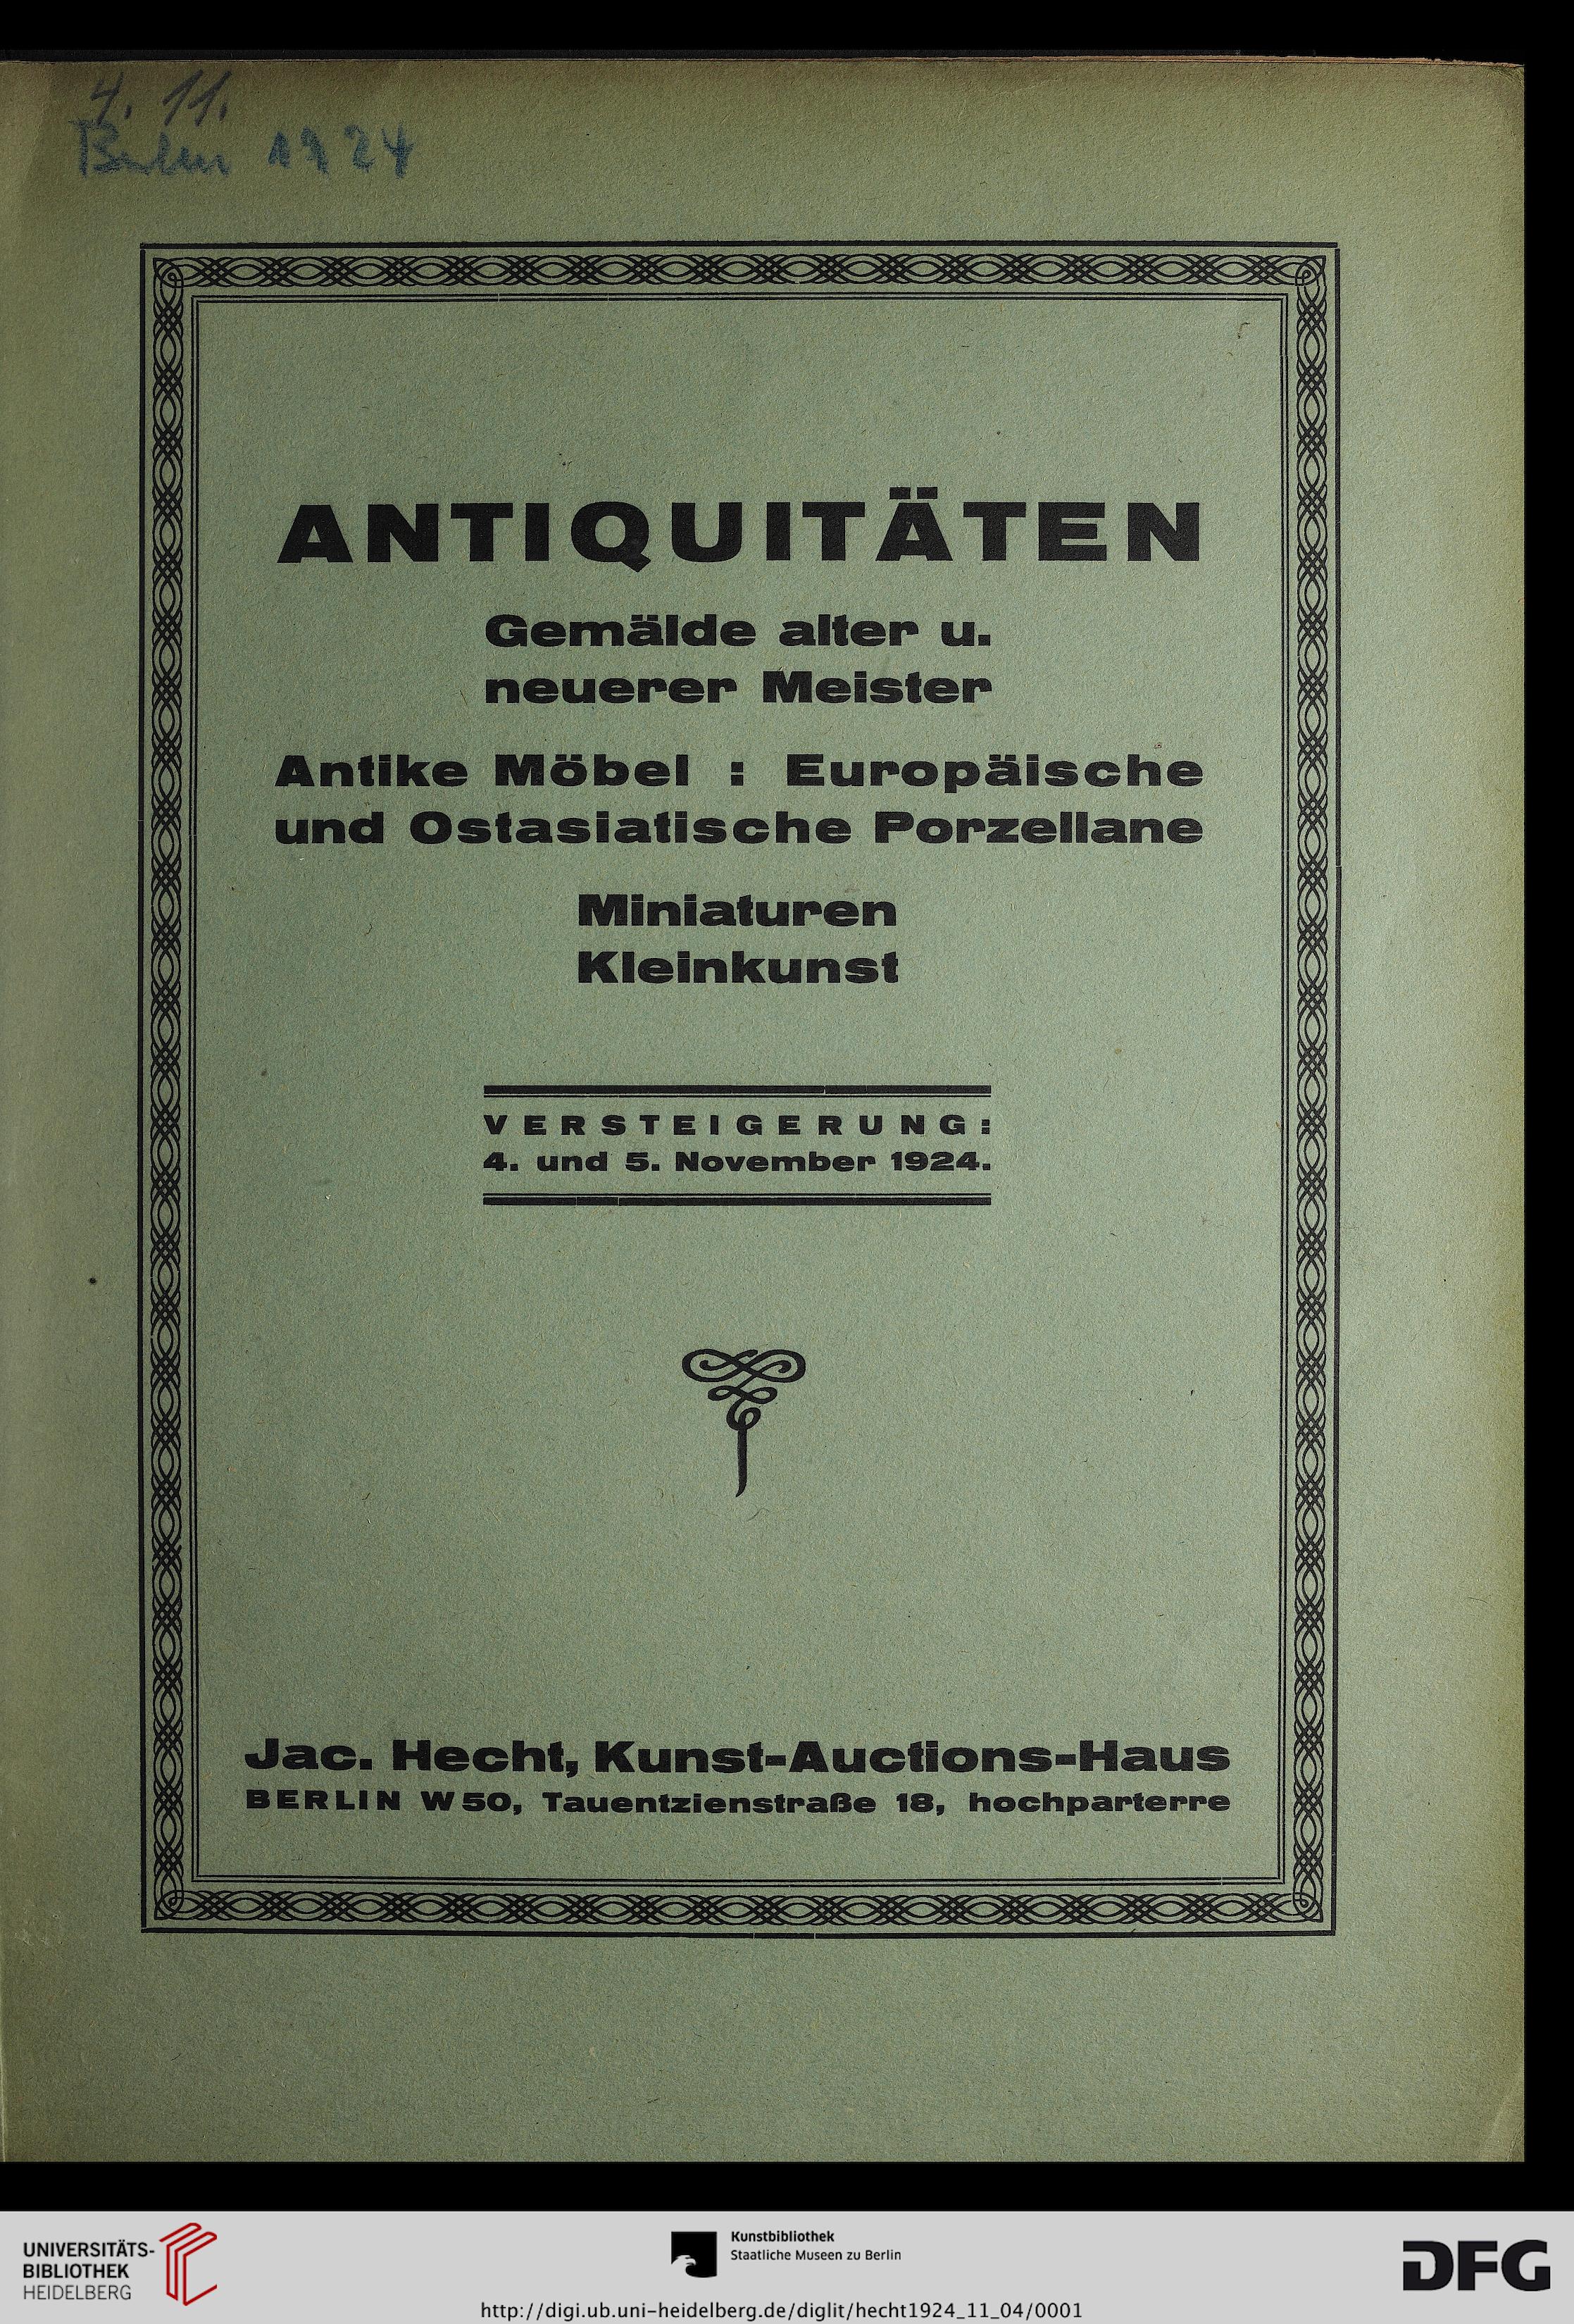 4. 11.
Berlin 1924
ANTIQUITÄTEN
Gemälde alter u.
neuerer Meister
Antike Möbel : Europäische
und Ostasiatische Porzellane
Miniaturen
Kleinkunst
VERSTEIGERUNG:
4. und 5. November 1924.
Jac. Hecht, Kunst-Auctions-Haus
BERLIN W50, Tauentzienstraße 18, hochparterre
UNIVERSITÄTS-
BIBLIOTHEK
HEIDELBERG
Kunstbibliothek
Staatliche Museen zu Berlin
DFG
http://digi.ub.uni-heidelberg.de/diglit/hecht1924_11_04/0001